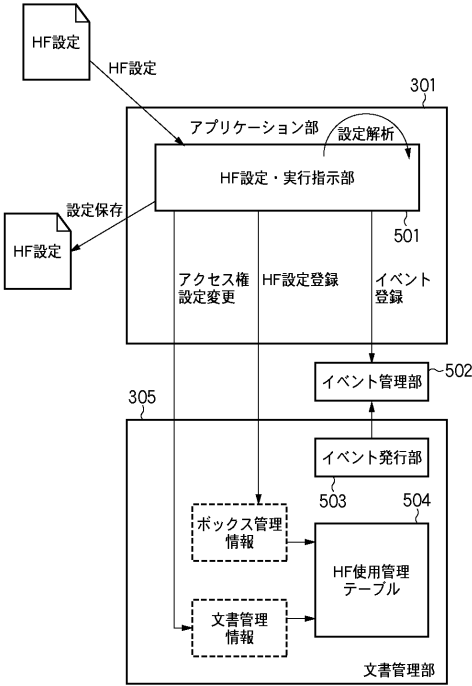 HF設定
HF設定
301
アプリケーション部
設定解析
HF設定・実行指示部
設定保存
501
HF設定
アクセス権
設定変更
HF設定登録
イベント
登録
イベント管理部
502
305
イベント発行部
503
504
ボックス管理
情報
HF使用管理
テーブル
文書管理
情報
文書管理部